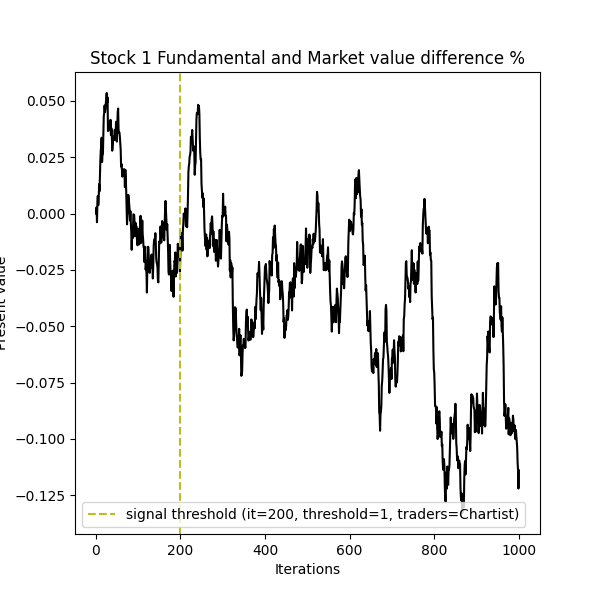 Stock 1 Fundamental and Market value difference %
0.050
0.025
0.000
−0.025
−0.050
−0.075
−0.100
−0.125
Present value
signal threshold (it=200, threshold=1, traders=Chartist)
0 200 400 600 800 1000
Iterations